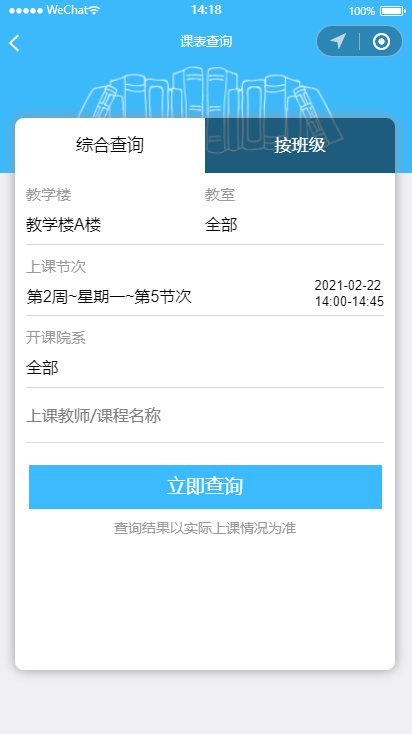 WeChat 14:18 100%
课表查询
综合查询 按班级
教学楼 教室
教学楼A楼 全部
上课节次
第2周~星期一~第5节次 2021-02-22
14:00-14:45
开课院系
全部
上课教师/课程名称
立即查询
查询结果以实际上课情况为准